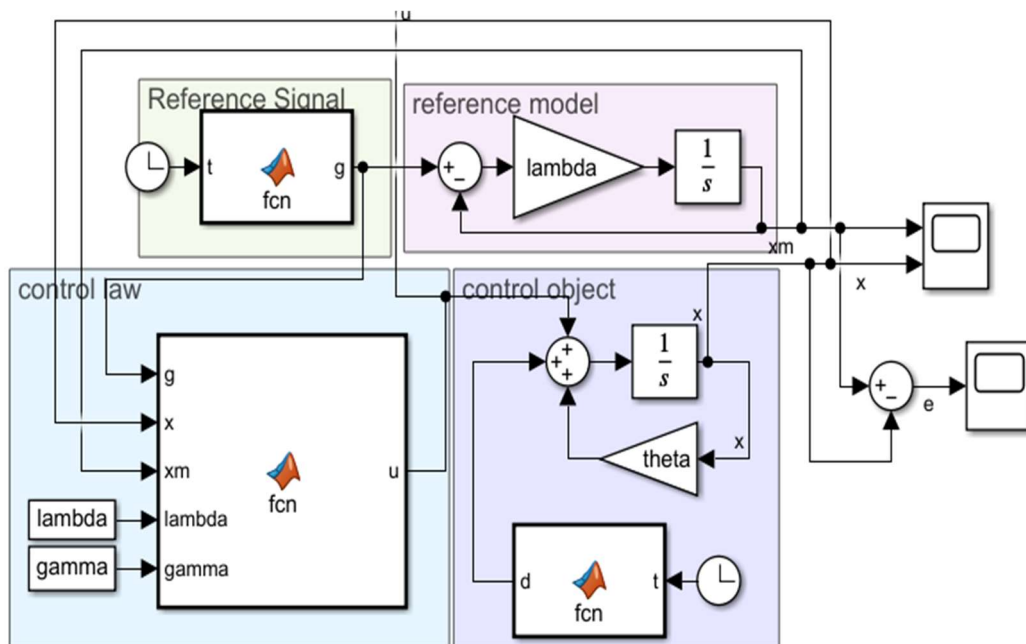 u
Reference Signal
t
g
fcn
reference model
+
−
lambda
1
s
xm
x
control law
g
x
xm
lambda
gamma
u
fcn
lambda
gamma
control object
x
+
+
+
1
s
x
theta
d
t
fcn
+
−
e